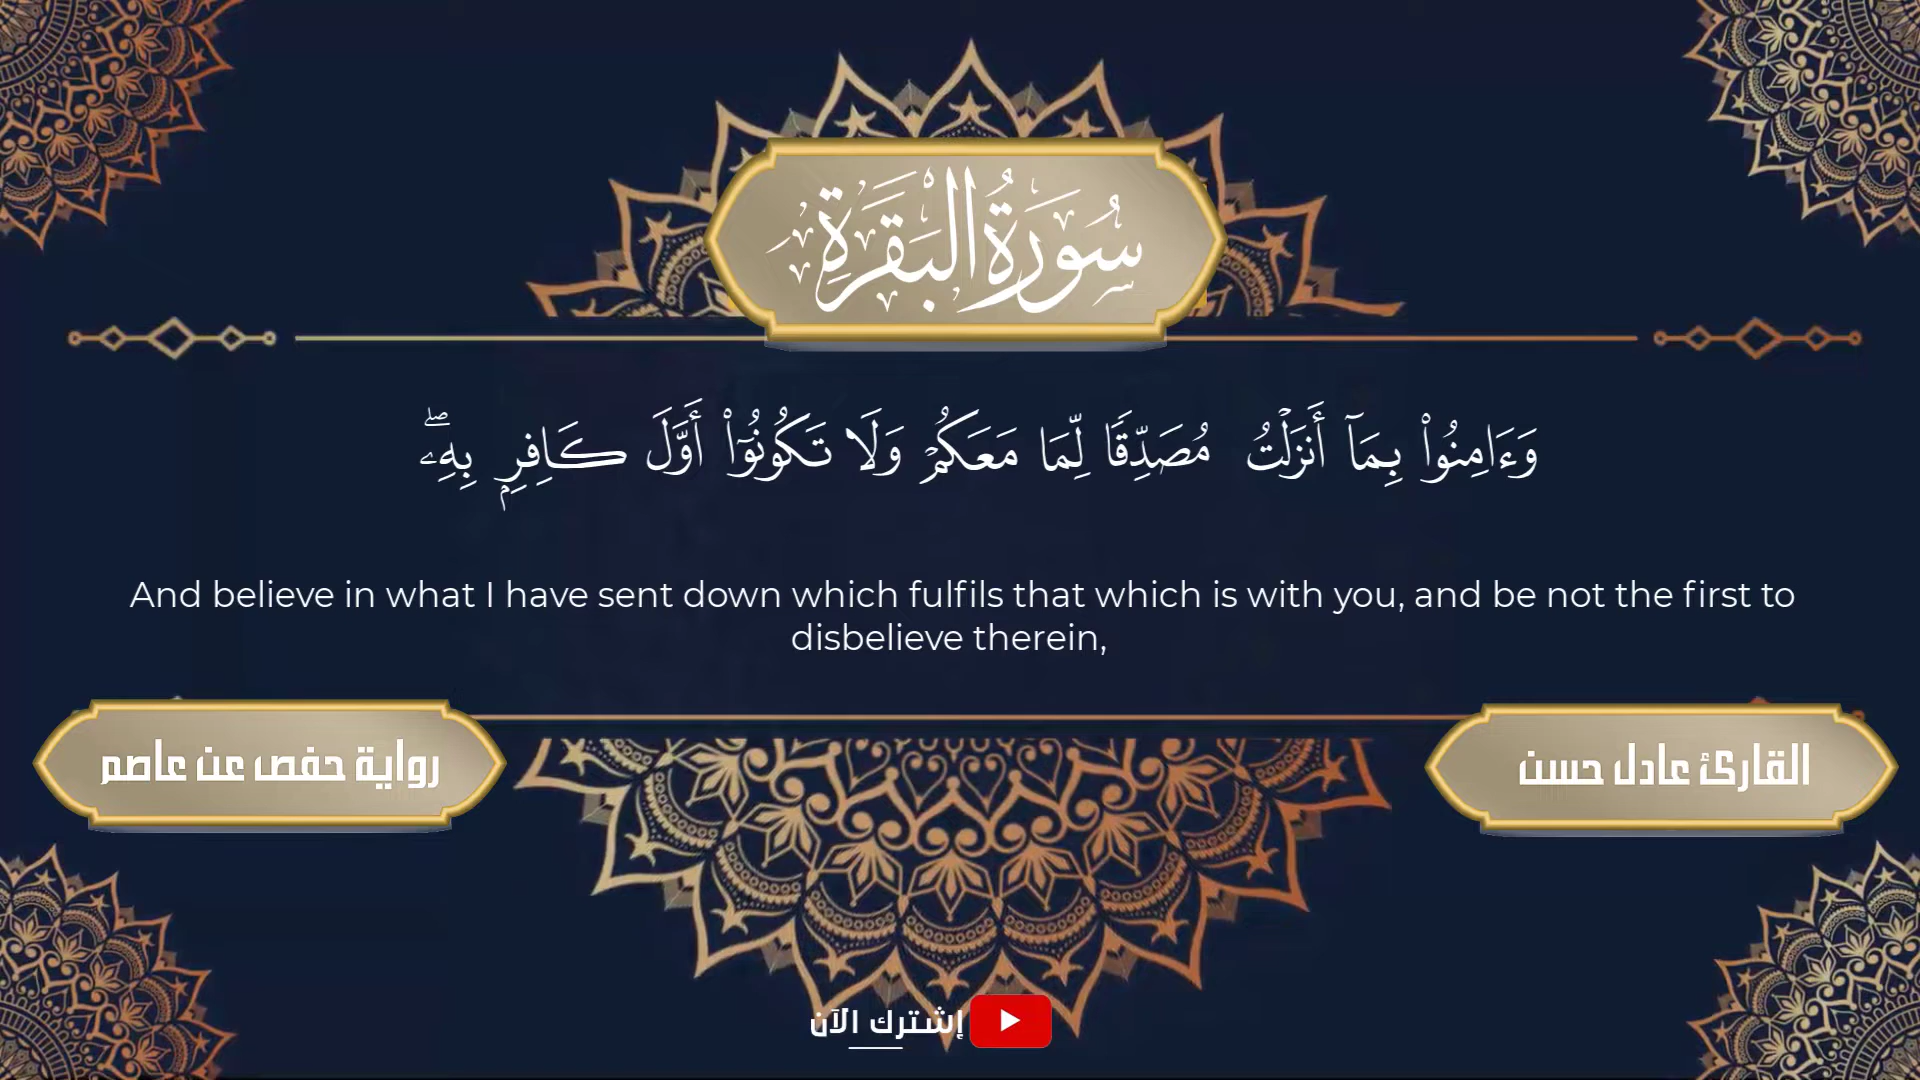 سُورَةُ الْبَقَرَةِ
وَءَامِنُوا۟ بِمَآ أَنزَلْتُ مُصَدِّقًا لِّمَا مَعَكُمْ وَلَا تَكُونُوٓا۟ أَوَّلَ كَافِرٍۭ بِهِۦ ۖ
And believe in what I have sent down which fulfils that which is with you, and be not the first to
disbelieve therein,
القارئ عادل حسن
رواية حفص عن عاصم
إشترك الآن